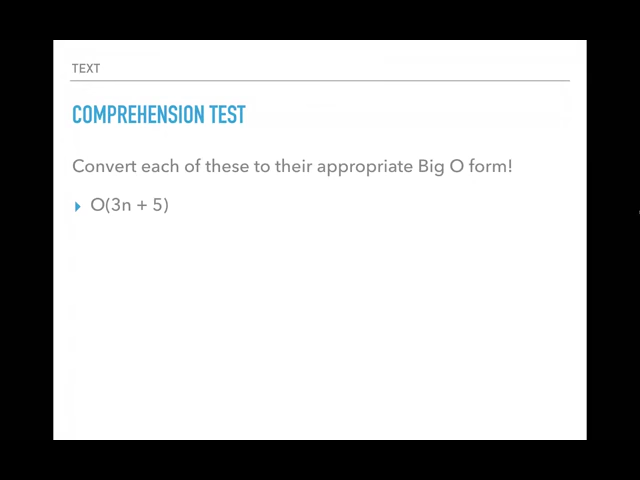 TEXT
COMPREHENSION TEST
Convert each of these to their appropriate Big O form!
O(3n + 5)